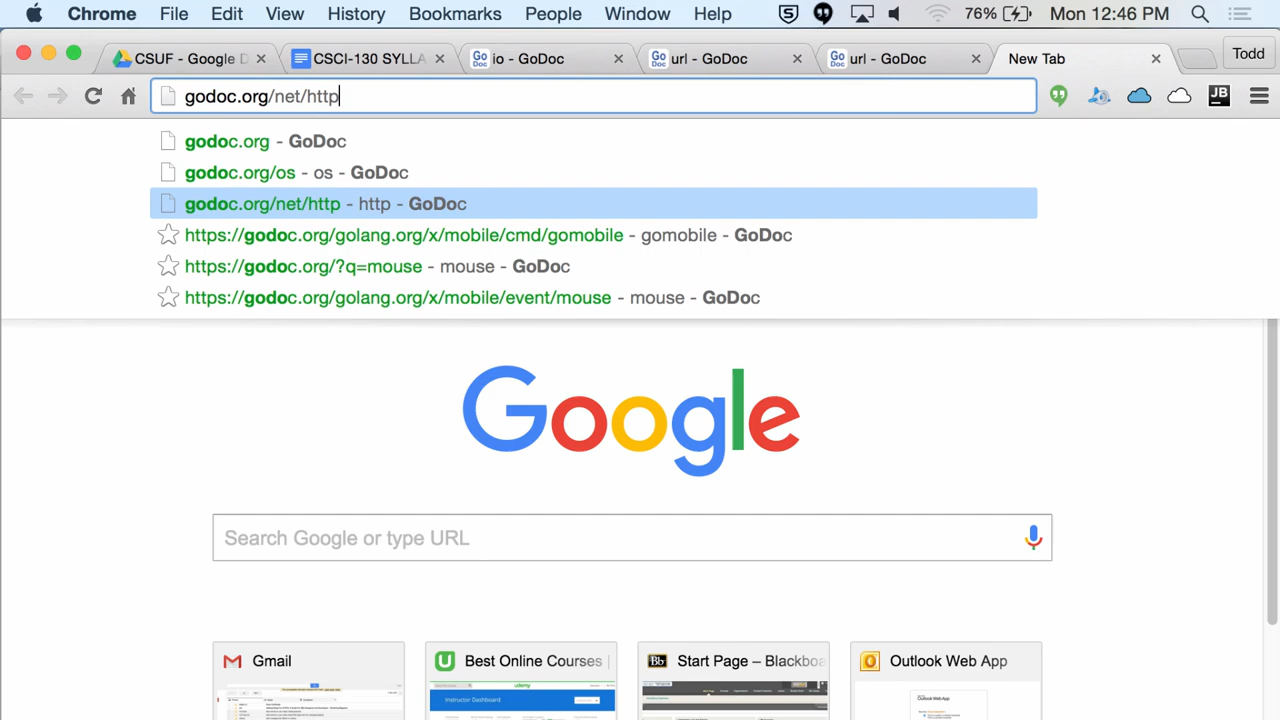 Chrome File Edit View History Bookmarks People Window Help 76% Mon 12:46 PM
CSUF - Google D CSCI-130 SYLLA io - GoDoc url - GoDoc url - GoDoc New Tab Todd
godoc.org/net/http
godoc.org - GoDoc
godoc.org/os - os - GoDoc
godoc.org/net/http - http - GoDoc
https://godoc.org/golang.org/x/mobile/cmd/gomobile - gomobile - GoDoc
https://godoc.org/?q=mouse - mouse - GoDoc
https://godoc.org/golang.org/x/mobile/event/mouse - mouse - GoDoc
Google
Search Google or type URL
Gmail Best Online Courses | Start Page – Blackboa Outlook Web App
udemy
Instructor Dashboard